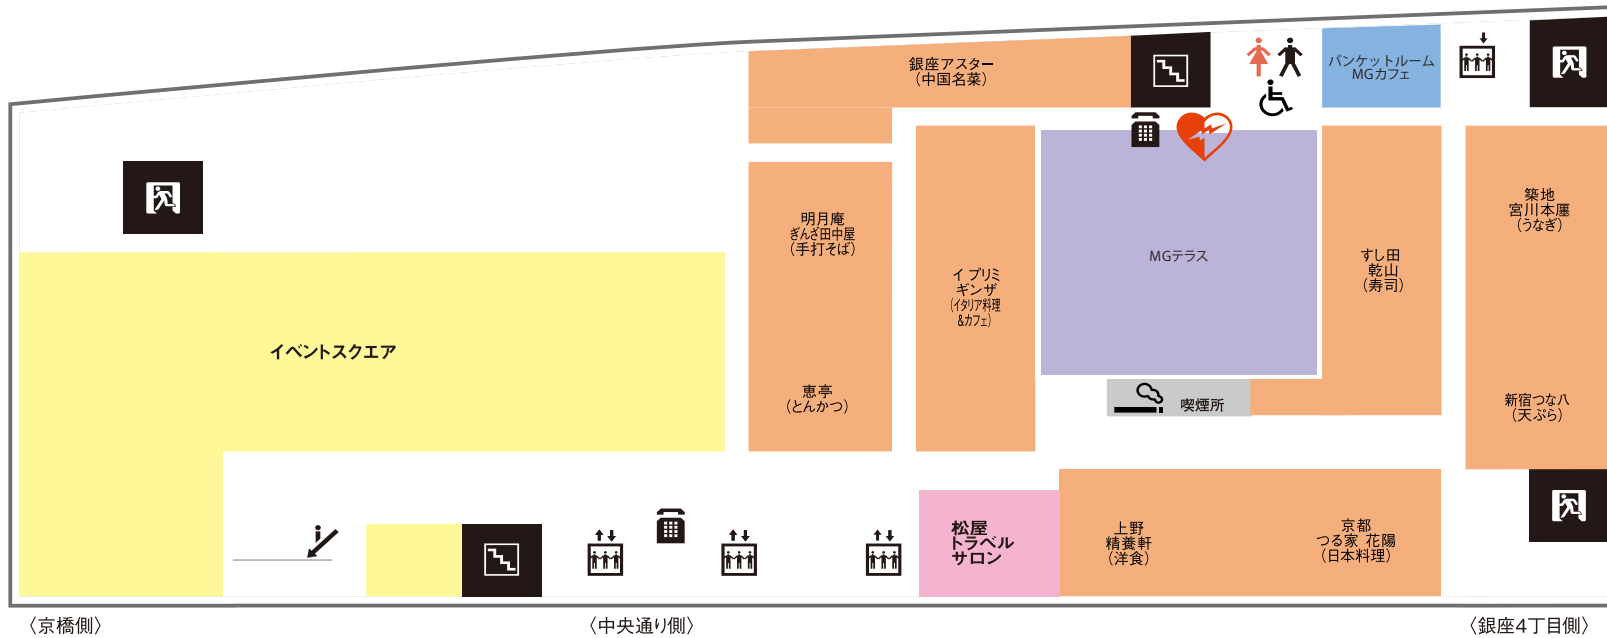 銀座アスター
（中国名菜）
バンケットルーム
MGカフェ
明月庵
ぎんざ田中屋
（手打そば）
イ プリミ
ギンザ
（イタリア料理
&カフェ）
MGテラス
すし田
乾山
（寿司）
築地
宮川本廛
（うなぎ）
イベントスクエア
恵亭
（とんかつ）
喫煙所
新宿つな八
（天ぷら）
松屋
トラベル
サロン
上野
精養軒
（洋食）
京都
つる家 花陽
（日本料理）
〈京橋側〉
〈中央通り側〉
〈銀座4丁目側〉